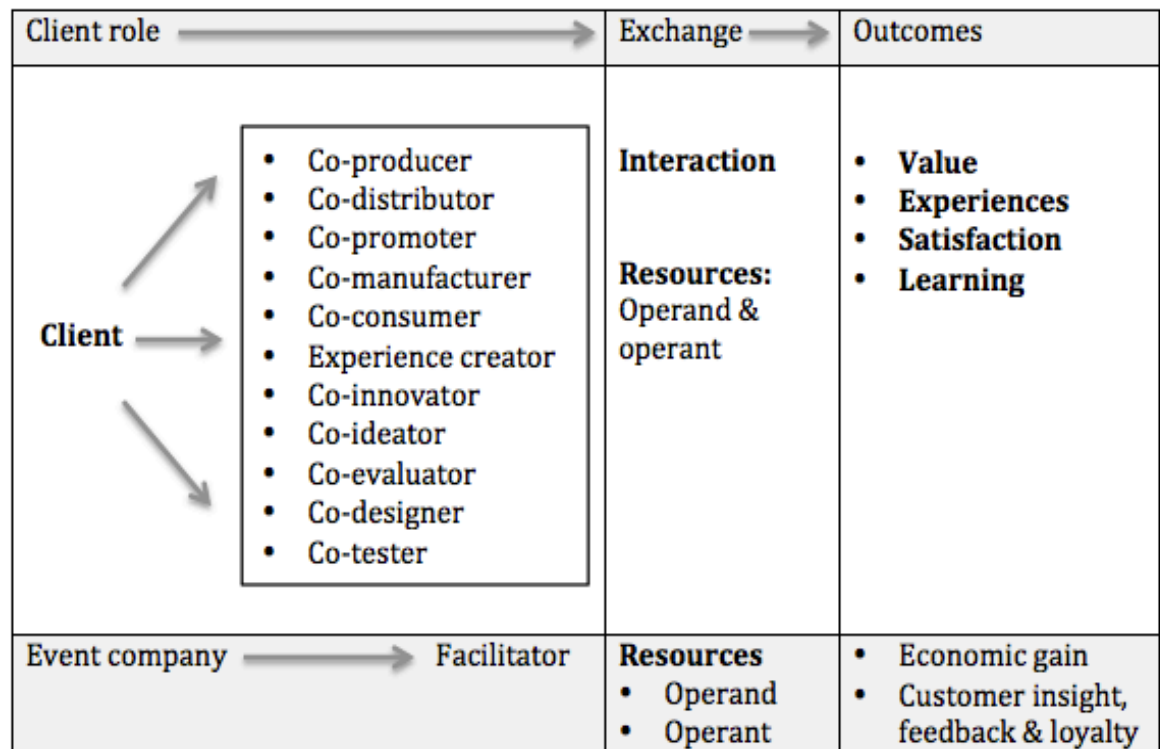 Client role
Exchange
Outcomes
Client
• Co-producer
• Co-distributor
• Co-promoter
• Co-manufacturer
• Co-consumer
• Experience creator
• Co-innovator
• Co-ideator
• Co-evaluator
• Co-designer
• Co-tester
Interaction
Resources:
Operand &
operant
• Value
• Experiences
• Satisfaction
• Learning
Event company
Facilitator
Resources
• Operand
• Operant
• Economic gain
• Customer insight,
feedback & loyalty